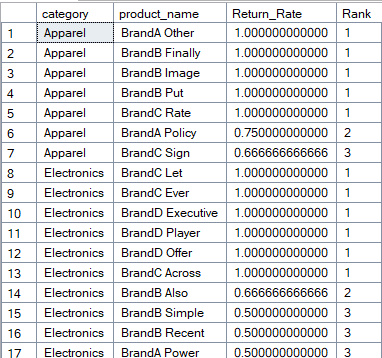 category product_name Return_Rate Rank
1 Apparel BrandA Other 1.000000000000 1
2 Apparel BrandB Finally 1.000000000000 1
3 Apparel BrandB Image 1.000000000000 1
4 Apparel BrandB Put 1.000000000000 1
5 Apparel BrandC Rate 1.000000000000 1
6 Apparel BrandA Policy 0.750000000000 2
7 Apparel BrandC Sign 0.666666666666 3
8 Electronics BrandC Let 1.000000000000 1
9 Electronics BrandC Ever 1.000000000000 1
10 Electronics BrandD Executive 1.000000000000 1
11 Electronics BrandD Player 1.000000000000 1
12 Electronics BrandD Offer 1.000000000000 1
13 Electronics BrandC Across 1.000000000000 1
14 Electronics BrandB Also 0.666666666666 2
15 Electronics BrandB Simple 0.500000000000 3
16 Electronics BrandB Recent 0.500000000000 3
17 Electronics BrandA Power 0.500000000000 3